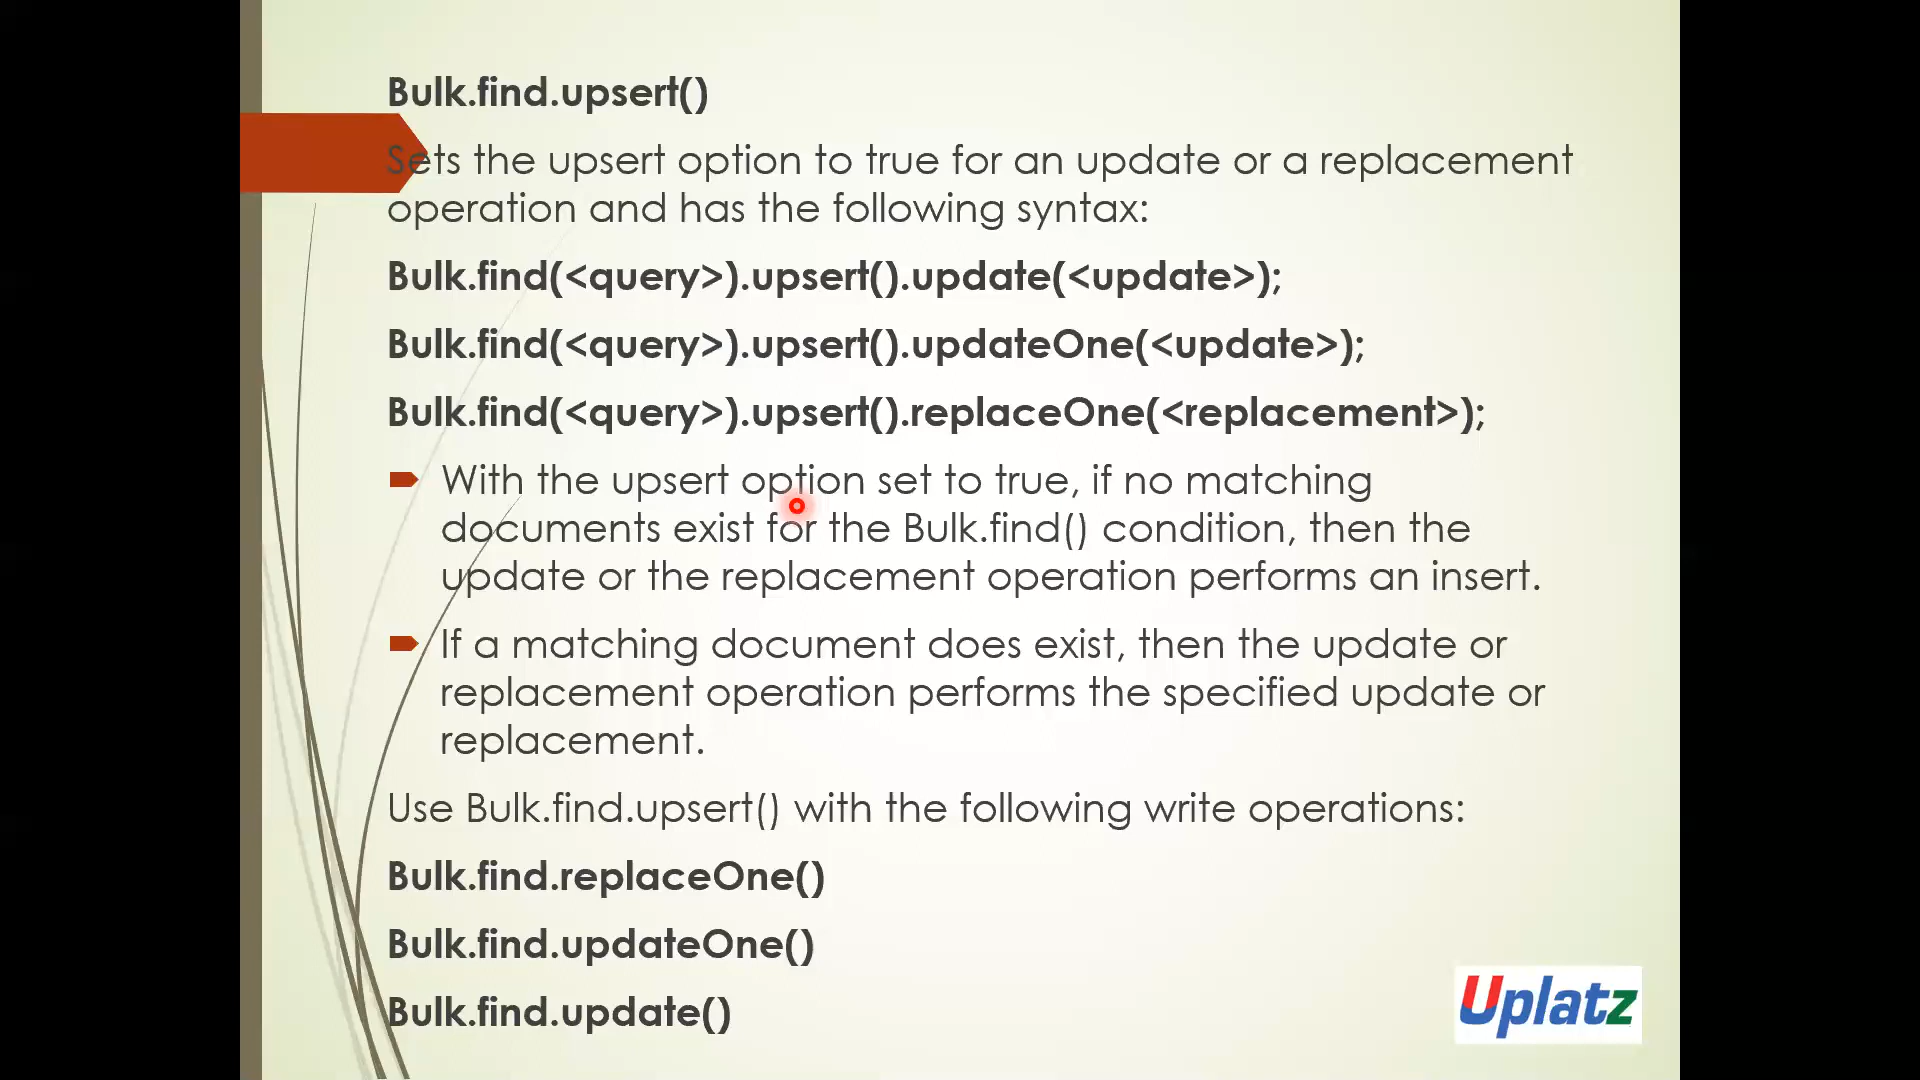 Bulk.find.upsert()
Sets the upsert option to true for an update or a replacement
operation and has the following syntax:
Bulk.find(<query>).upsert().update(<update>);
Bulk.find(<query>).upsert().updateOne(<update>);
Bulk.find(<query>).upsert().replaceOne(<replacement>);
With the upsert option set to true, if no matching
documents exist for the Bulk.find() condition, then the
update or the replacement operation performs an insert.
If a matching document does exist, then the update or
replacement operation performs the specified update or
replacement.
Use Bulk.find.upsert() with the following write operations:
Bulk.find.replaceOne()
Bulk.find.updateOne()
Bulk.find.update()
Uplatz